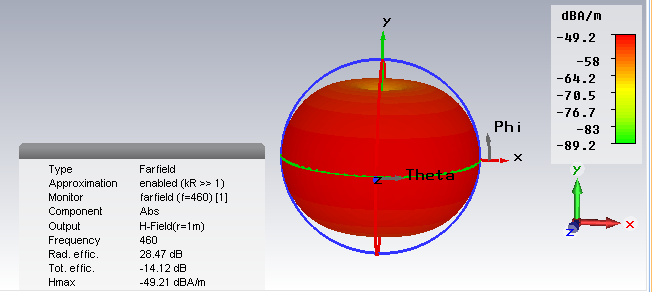 dBA/m
-49.2
-58
-64.2
-70.5
-76.7
-83
-89.2
y
Phi
x
Theta
z
y
x
z
Type Farfield
Approximation enabled (kR >> 1)
Monitor farfield (f=460) [1]
Component Abs
Output H-Field(r=1m)
Frequency 460
Rad. effic. 28.47 dB
Tot. effic. -14.12 dB
Hmax -49.21 dBA/m